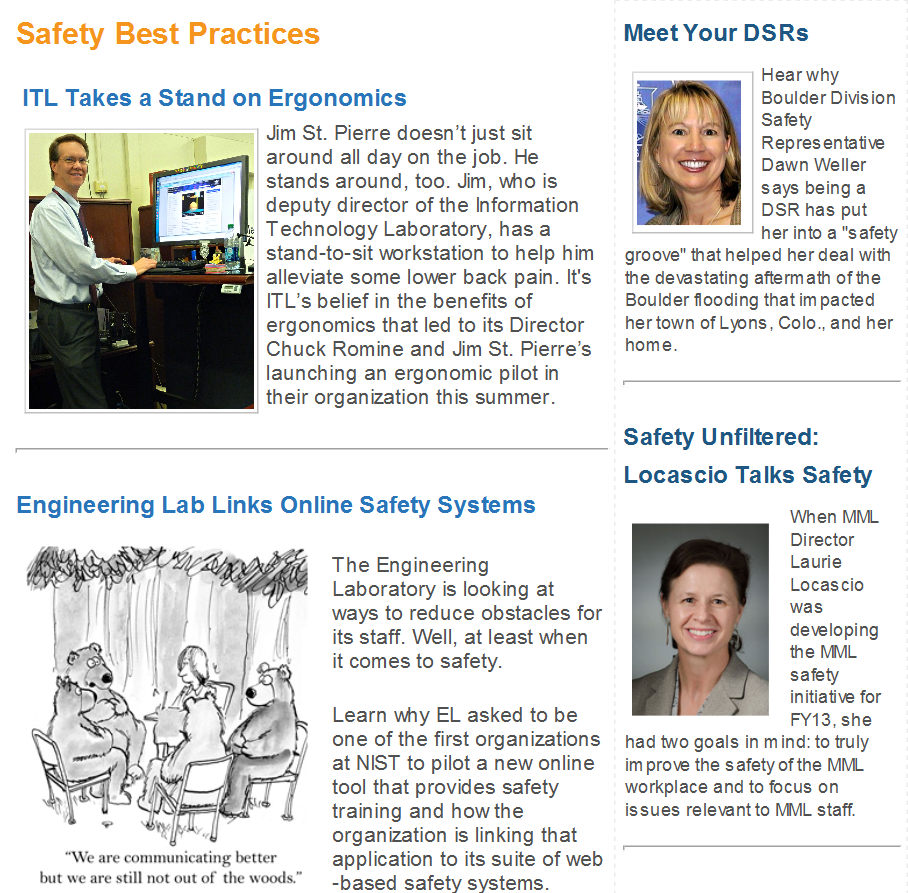 Safety Best Practices
ITL Takes a Stand on Ergonomics
Jim St. Pierre doesn't just sit
around all day on the job. He
stands around, too. Jim, who is
deputy director of the Information
Technology Laboratory, has a
stand-to-sit workstation to help him
alleviate some lower back pain. It's
ITL's belief in the benefits of
ergonomics that led to its Director
Chuck Romine and Jim St. Pierre's
launching an ergonomic pilot in
their organization this summer.
Engineering Lab Links Online Safety Systems
The Engineering
Laboratory is looking at
ways to reduce obstacles for
its staff. Well, at least when
it comes to safety.
Learn why EL asked to be
one of the first organizations
at NIST to pilot a new online
tool that provides safety
training and how the
organization is linking that
application to its suite of web
-based safety systems.
"We are communicating better
but we are still not out of the woods."
Meet Your DSRs
Hear why
Boulder Division
Safety
Representative
Dawn Weller
says being a
DSR has put
her into a "safety
groove" that helped her deal with
the devastating aftermath of the
Boulder flooding that impacted
her town of Lyons, Colo., and her
home.
Safety Unfiltered:
Locascio Talks Safety
When MML
Director
Laurie
Locascio
was
developing
the MML
safety
initiative for
FY13, she
had two goals in mind: to truly
improve the safety of the MML
workplace and to focus on
issues relevant to MML staff.